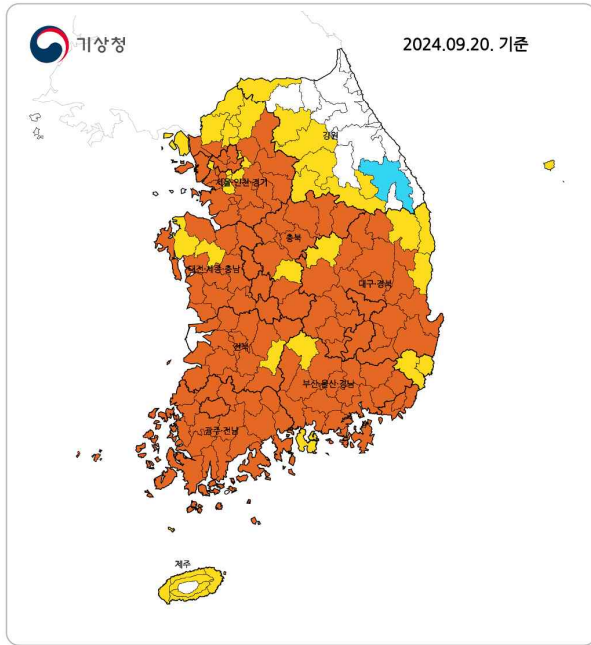 기상청
2024.09.20. 기준
강원
서울·인천·경기
충북
대전·세종·충남
대구·경북
전북
부산·울산·경남
광주·전남
제주